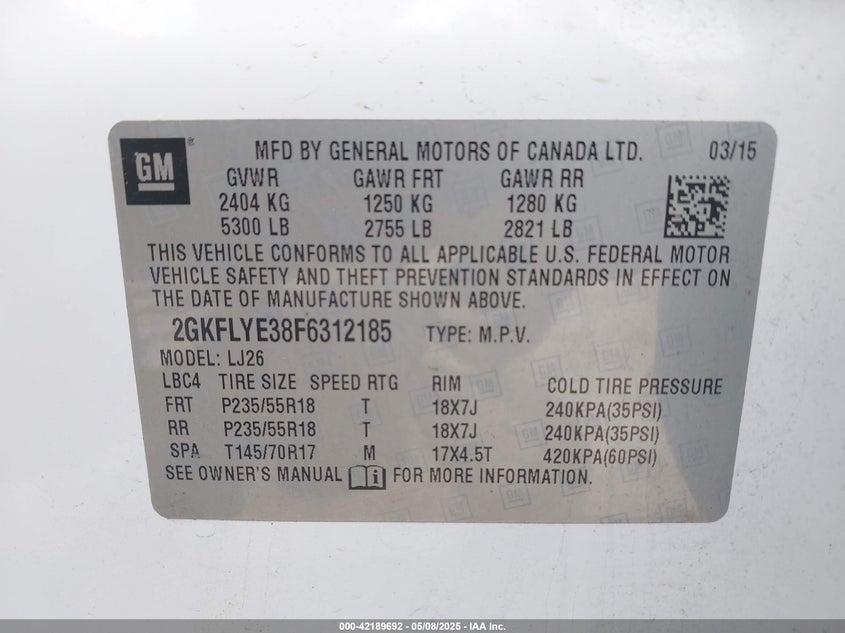 GM ® MFD BY GENERAL MOTORS OF CANADA LTD. 03/15
GVWR GAWR FRT GAWR RR
2404 KG 1250 KG 1280 KG
5300 LB 2755 LB 2821 LB
THIS VEHICLE CONFORMS TO ALL APPLICABLE U.S. FEDERAL MOTOR
VEHICLE SAFETY AND THEFT PREVENTION STANDARDS IN EFFECT ON
THE DATE OF MANUFACTURE SHOWN ABOVE.
2GKFLYE38F6312185 TYPE: M.P.V.
MODEL: LJ26
LBC4 TIRE SIZE SPEED RTG RIM COLD TIRE PRESSURE
FRT P235/55R18 T 18X7J 240KPA(35PSI)
RR P235/55R18 T 18X7J 240KPA(35PSI)
SPA T145/70R17 M 17X4.5T 420KPA(60PSI)
SEE OWNER'S MANUAL FOR MORE INFORMATION.
000-42189692 - 05/08/2025 - IAA Inc.